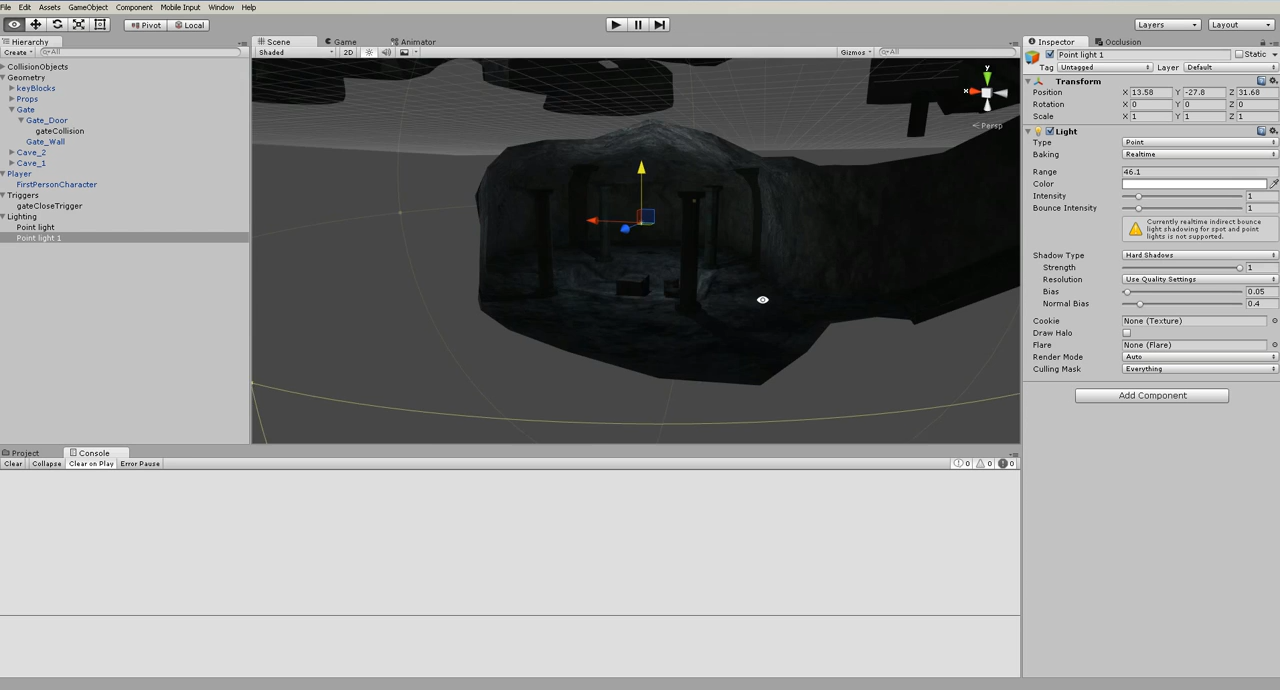 File Edit Assets GameObject Component Mobile Input Window Help
Pivot Local Layers Layout
Hierarchy Scene Game Animator Inspector Occlusion
Create All Shaded 2D Gizmos All Point light 1 Static
Tag Untagged Layer Default
CollisionObjects
Geometry
keyBlocks
Props
Gate
Gate_Door
gateCollision
Gate_Wall
Cave_2
Cave_1
Player
FirstPersonCharacter
Triggers
gateCloseTrigger
Lighting
Point light
Point light 1
y
x
Persp
Transform
Position X 13.58 Y -27.8 Z 31.68
Rotation X 0 Y 0 Z 0
Scale X 1 Y 1 Z 1
Light
Type Point
Baking Realtime
Range 46.1
Color
Intensity 1
Bounce Intensity 1
Currently realtime indirect bounce
light shadowing for spot and point
lights is not supported.
Shadow Type Hard Shadows
Strength 1
Resolution Use Quality Settings
Bias 0.05
Normal Bias 0.4
Cookie None (Texture)
Draw Halo
Flare None (Flare)
Render Mode Auto
Culling Mask Everything
Add Component
Project Console
Clear Collapse Clear on Play Error Pause 0 0 0